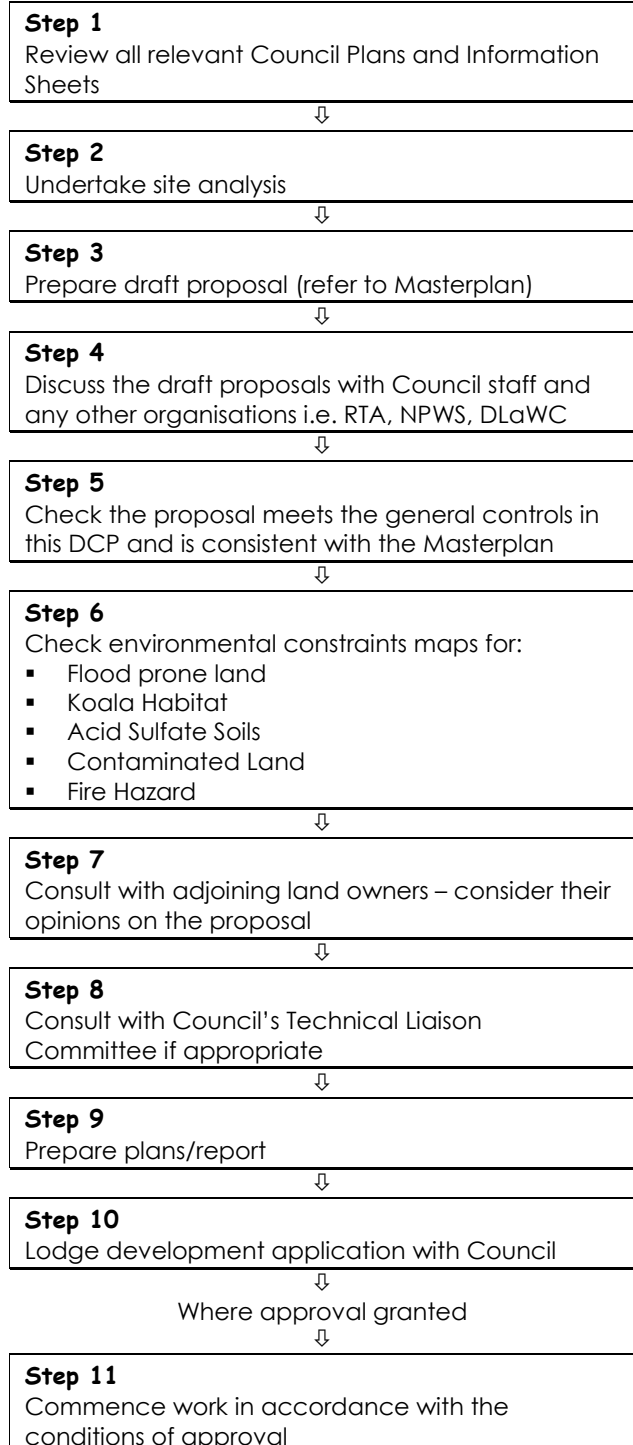 Step 1
Review all relevant Council Plans and Information
Sheets
⇩
Step 2
Undertake site analysis
⇩
Step 3
Prepare draft proposal (refer to Masterplan)
⇩
Step 4
Discuss the draft proposals with Council staff and
any other organisations i.e. RTA, NPWS, DLaWC
⇩
Step 5
Check the proposal meets the general controls in
this DCP and is consistent with the Masterplan
⇩
Step 6
Check environmental constraints maps for:
▪ Flood prone land
▪ Koala Habitat
▪ Acid Sulfate Soils
▪ Contaminated Land
▪ Fire Hazard
⇩
Step 7
Consult with adjoining land owners – consider their
opinions on the proposal
⇩
Step 8
Consult with Council’s Technical Liaison
Committee if appropriate
⇩
Step 9
Prepare plans/report
⇩
Step 10
Lodge development application with Council
⇩
Where approval granted
⇩
Step 11
Commence work in accordance with the
conditions of approval